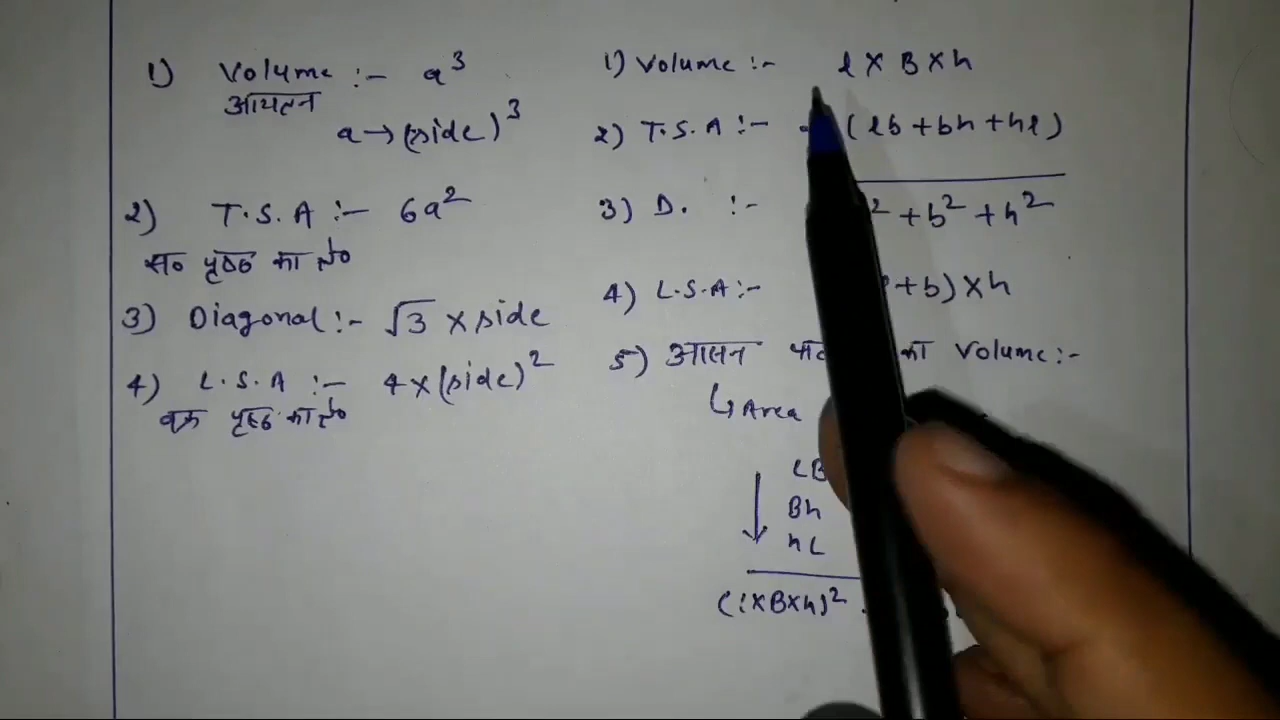 1) Volume :- a³
आयतन
a → (side)³
2) T.S.A :- 6a²
स० पृष्ठ का क्षे०
3) Diagonal :- √3 × side
4) L.S.A :- 4×(side)²
वक्र पृष्ठ का क्षे०
1) Volume :- l × B × h
2) T.S.A :- (lb + bh + hl)
3) D. :- ² + b² + h²
4) L.S.A :- + b) × h
5) आसन का Volume :-
↳ Area
LB
Bh
hL
(l×B×h)²